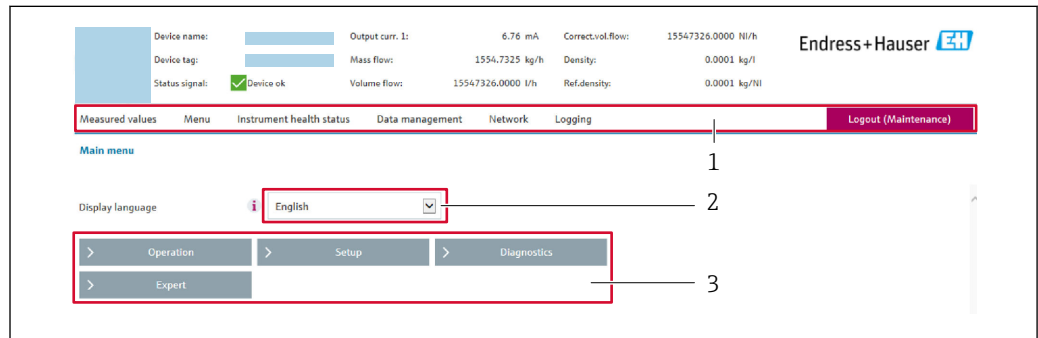 Device name: Output curr. 1: 6.76 mA Correct.vol.flow: 15547326.0000 Nl/h
Endress+Hauser EH
Device tag: Mass flow: 1554.7325 kg/h Density: 0.0001 kg/l
Status signal: Device ok Volume flow: 15547326.0000 l/h Ref.density: 0.0001 kg/Nl
Measured values Menu Instrument health status Data management Network Logging Logout (Maintenance)
1
Main menu
Display language i English 2
> Operation > Setup > Diagnostics
> Expert 3